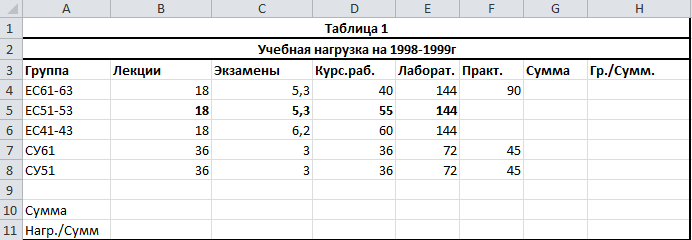 A B C D E F G H
1 Таблица 1
2 Учебная нагрузка на 1998-1999г
3 Группа Лекции Экзамены Курс.раб. Лаборат. Практ. Сумма Гр./Сумм.
4 ЕС61-63 18 5,3 40 144 90
5 ЕС51-53 18 5,3 55 144
6 ЕС41-43 18 6,2 60 144
7 СУ61 36 3 36 72 45
8 СУ51 36 3 36 72 45
9
10 Сумма
11 Нагр./Сумм